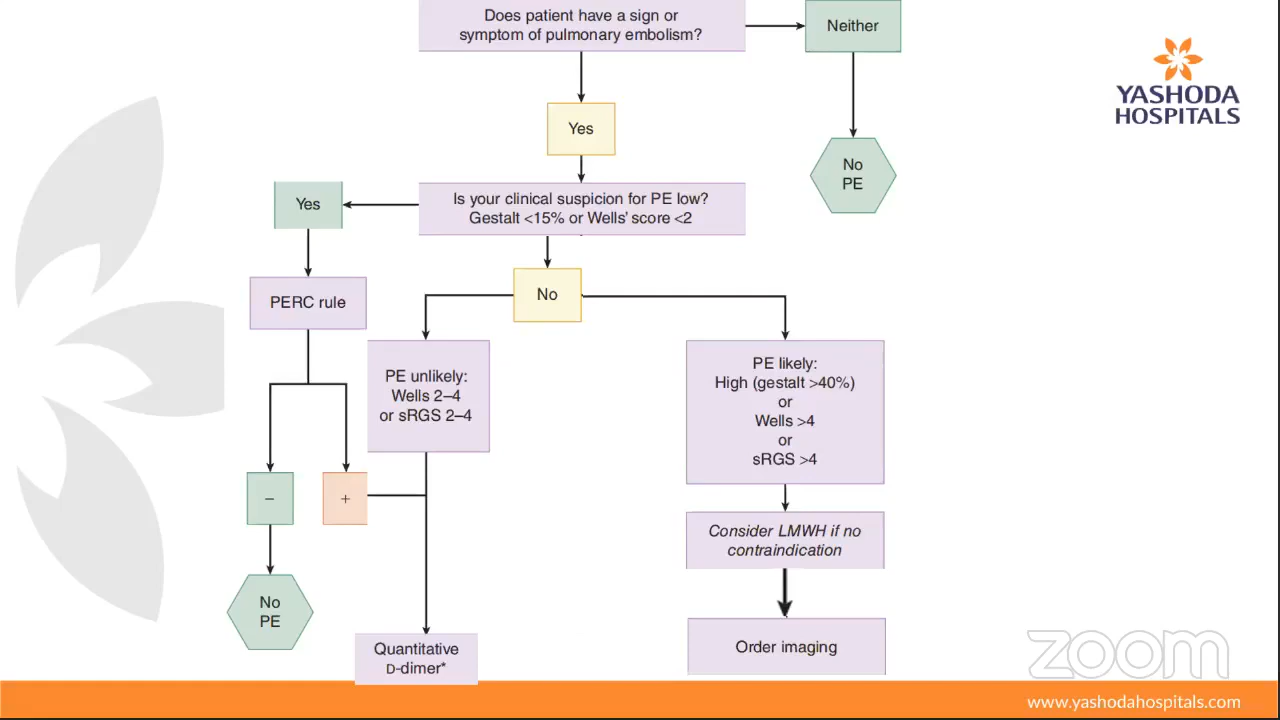 Does patient have a sign or
symptom of pulmonary embolism?
Neither
YASHODA
HOSPITALS
Yes
No
PE
Is your clinical suspicion for PE low?
Gestalt <15% or Wells' score <2
Yes
No
PERC rule
PE unlikely:
Wells 2–4
or sRGS 2–4
PE likely:
High (gestalt >40%)
or
Wells >4
or
sRGS >4
–
+
Consider LMWH if no
contraindication
No
PE
Quantitative
D-dimer*
Order imaging
zoom
www.yashodahospitals.com